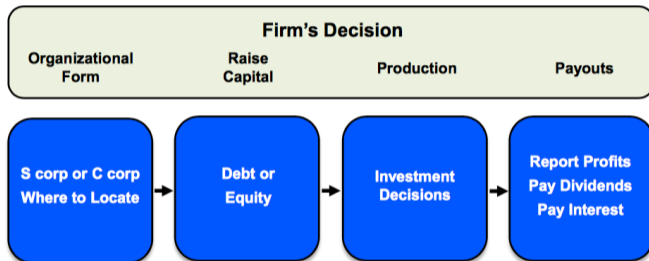 Firm's Decision
Organizational
Form
Raise
Capital
Production
Payouts
S corp or C corp
Where to Locate
Debt or
Equity
Investment
Decisions
Report Profits
Pay Dividends
Pay Interest